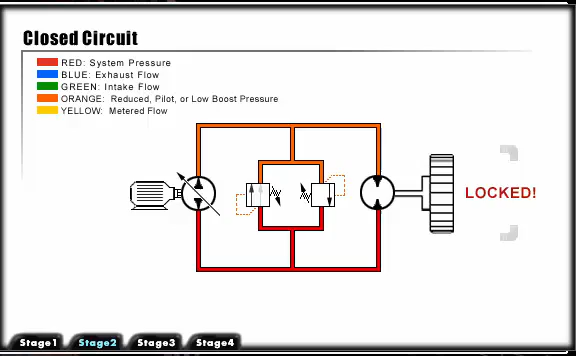 Closed Circuit
RED: System Pressure
BLUE: Exhaust Flow
GREEN: Intake Flow
ORANGE: Reduced, Pilot, or Low Boost Pressure
YELLOW: Metered Flow
LOCKED!
Stage1 Stage2 Stage3 Stage4